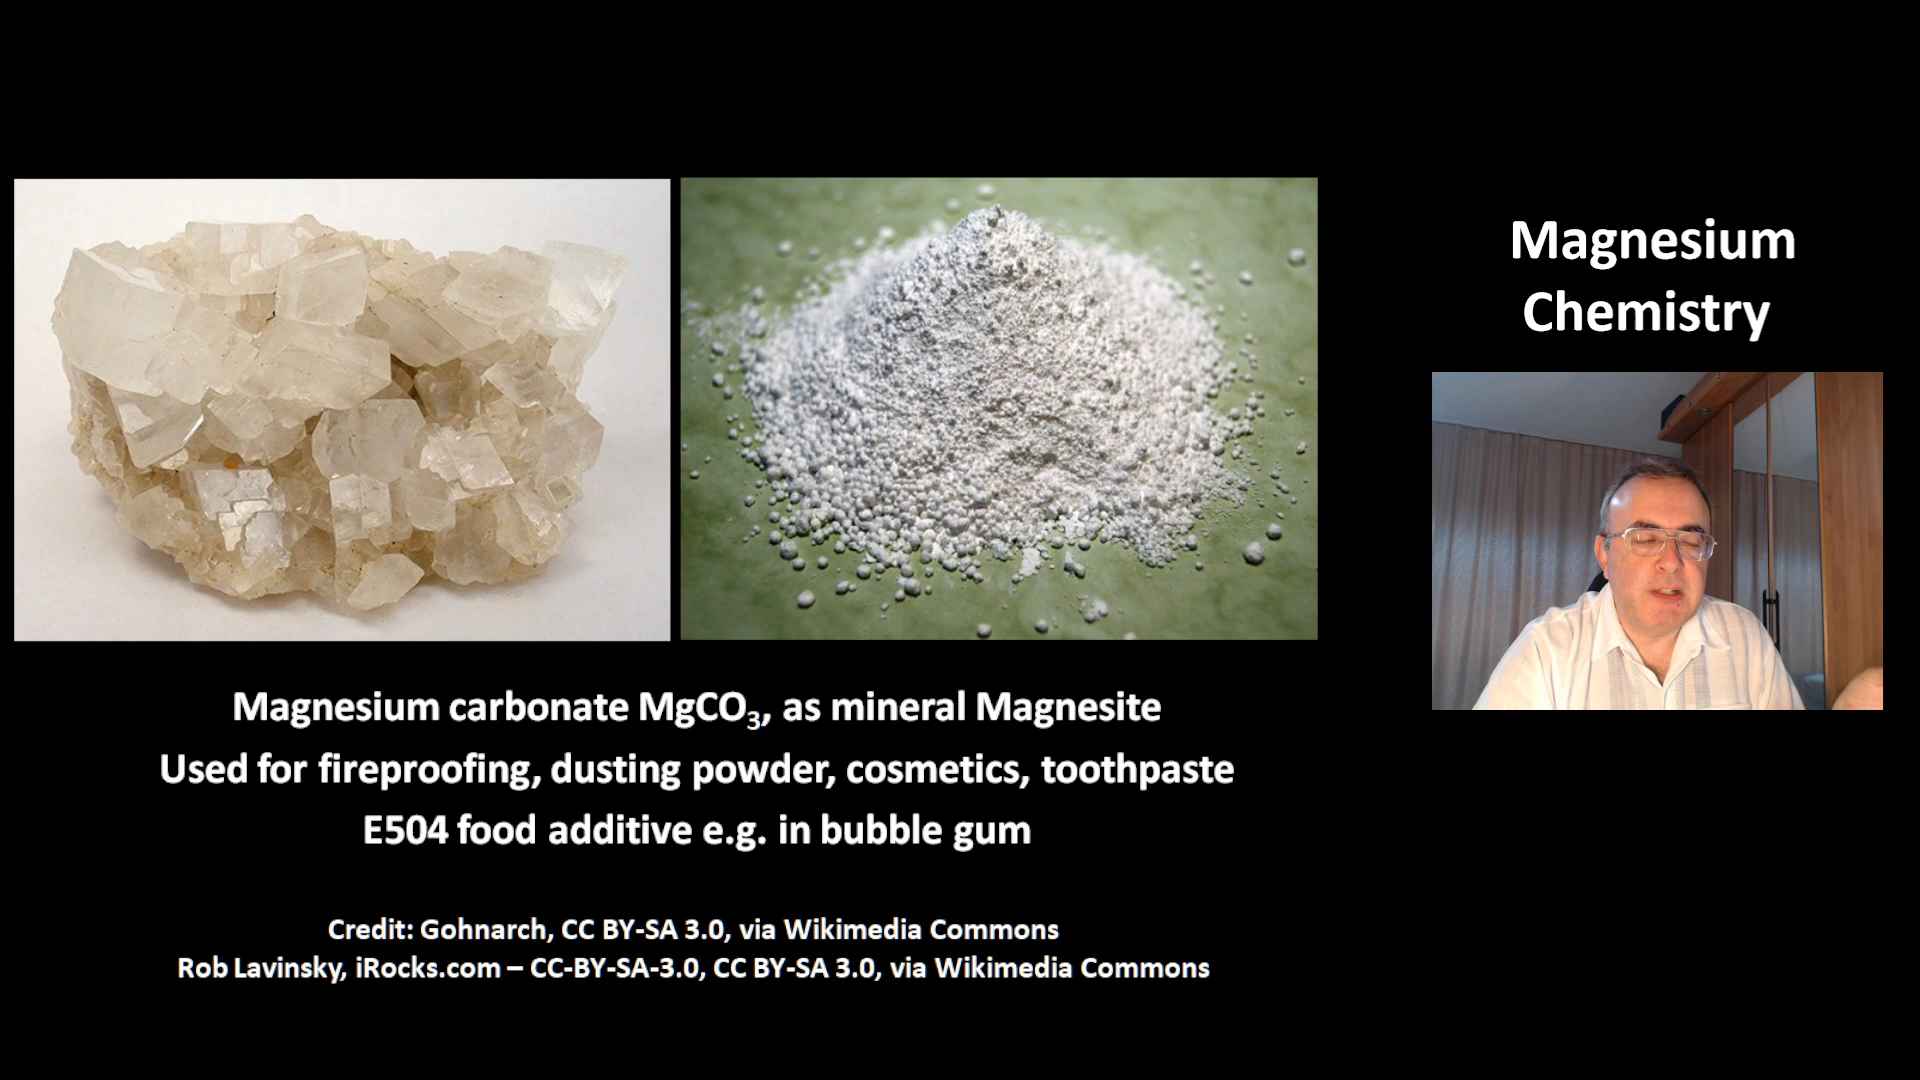 Magnesium
Chemistry
Magnesium carbonate MgCO₃, as mineral Magnesite
Used for fireproofing, dusting powder, cosmetics, toothpaste
E504 food additive e.g. in bubble gum
Credit: Gohnarch, CC BY-SA 3.0, via Wikimedia Commons
Rob Lavinsky, iRocks.com – CC-BY-SA-3.0, CC BY-SA 3.0, via Wikimedia Commons